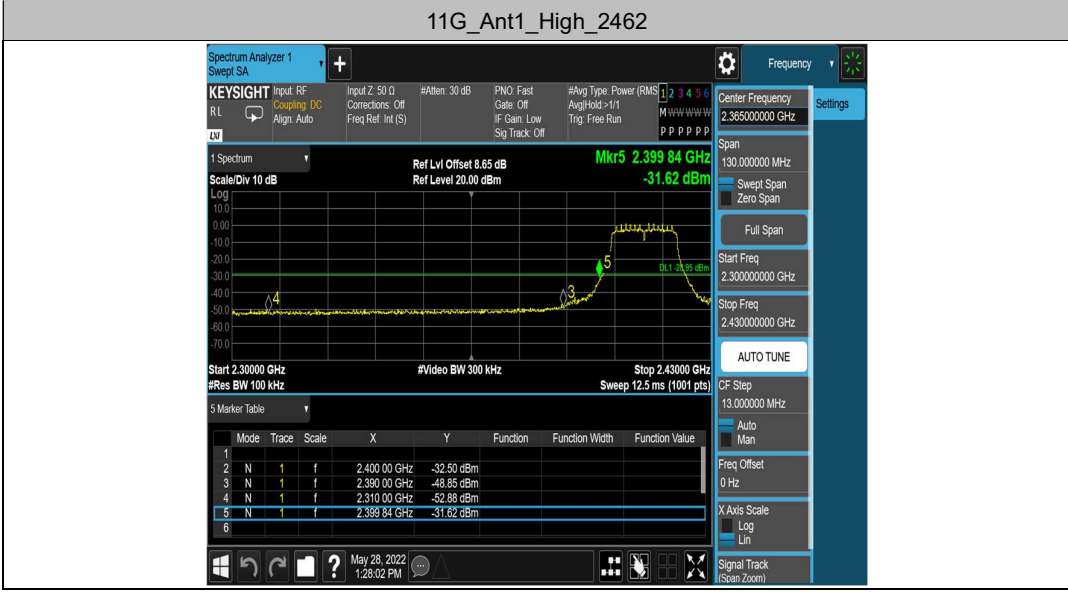 11G_Ant1_High_2462
Spectrum Analyzer 1
Swept SA
+
Frequency
KEYSIGHT
RL
LXI
Input: RF
Coupling: DC
Align: Auto
Input Z: 50 Ω
Corrections: Off
Freq Ref: Int (S)
#Atten: 30 dB
PNO: Fast
Gate: Off
IF Gain: Low
Sig Track: Off
#Avg Type: Power (RMS
Avg|Hold:>1/1
Trig: Free Run
1 2 3 4 5 6
M W W W W W
P P P P P P
1 Spectrum
Scale/Div 10 dB
Ref Lvl Offset 8.65 dB
Ref Level 20.00 dBm
Mkr5 2.399 84 GHz
-31.62 dBm
Log
10.0
0.00
-10.0
-20.0
-30.0
-40.0
-50.0
-60.0
-70.0
4
3
5
Start 2.30000 GHz
#Res BW 100 kHz
#Video BW 300 kHz
Stop 2.43000 GHz
Sweep 12.5 ms (1001 pts)
5 Marker Table
Mode Trace Scale X Y Function Function Width Function Value
1
2 N 1 f 2.400 00 GHz -32.50 dBm
3 N 1 f 2.390 00 GHz -48.85 dBm
4 N 1 f 2.310 00 GHz -52.88 dBm
5 N 1 f 2.399 84 GHz -31.62 dBm
6
?
May 28, 2022
1:28:02 PM
Center Frequency
2.365000000 GHz
Settings
Span
130.000000 MHz
Swept Span
Zero Span
Full Span
Start Freq
2.300000000 GHz
Stop Freq
2.430000000 GHz
AUTO TUNE
CF Step
13.000000 MHz
Auto
Man
Freq Offset
0 Hz
X Axis Scale
Log
Lin
Signal Track
(Span Zoom)